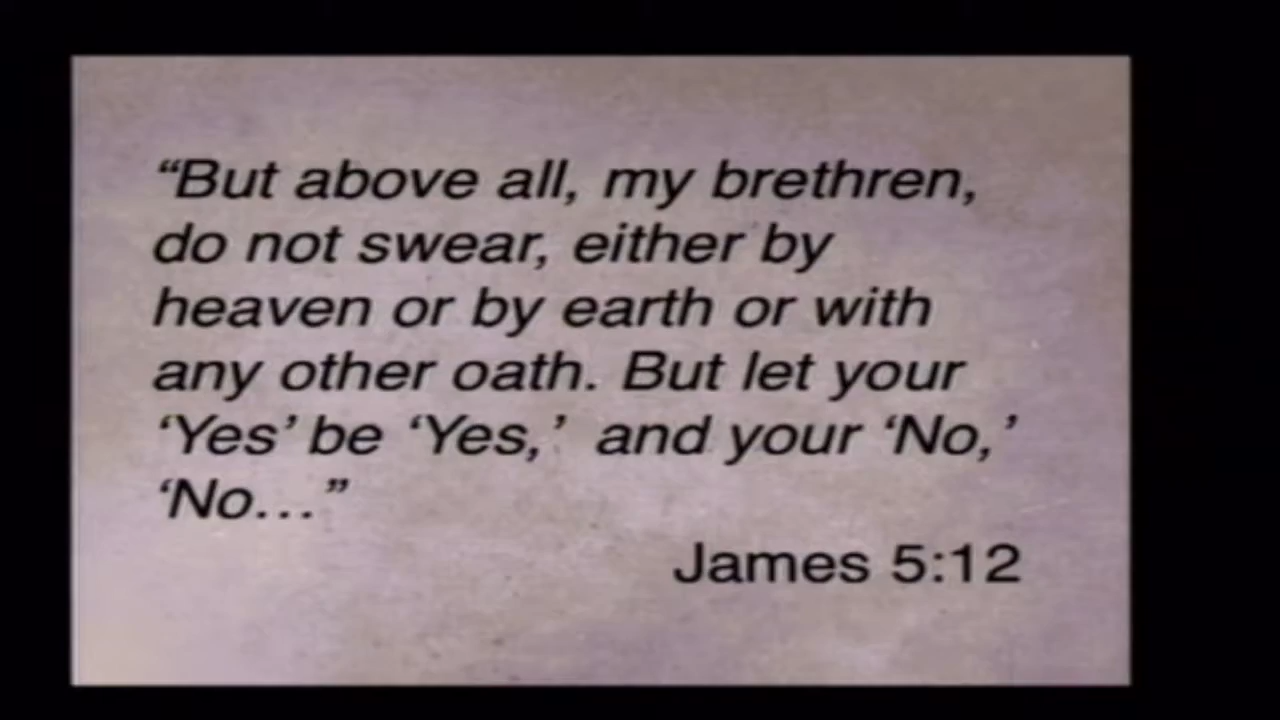 “But above all, my brethren,
do not swear, either by
heaven or by earth or with
any other oath. But let your
‘Yes’ be ‘Yes,’ and your ‘No,’
‘No...”
James 5:12